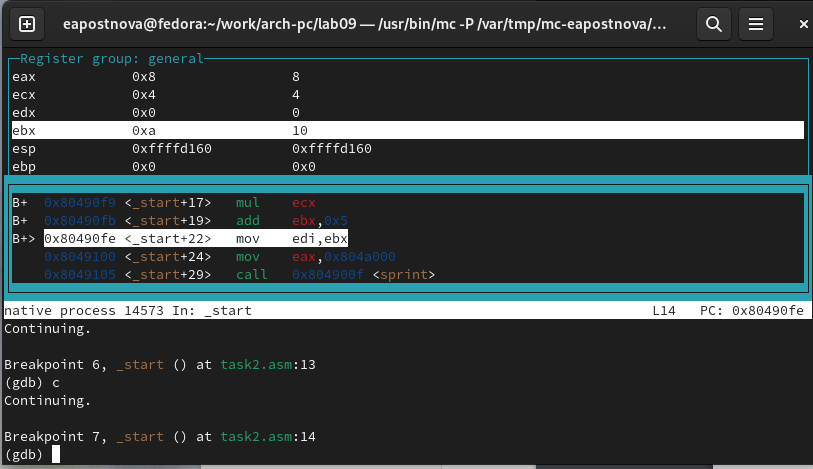 eapostnova@fedora:~/work/arch-pc/lab09 — /usr/bin/mc -P /var/tmp/mc-eapostnova/…
Register group: general
eax 0x8 8
ecx 0x4 4
edx 0x0 0
ebx 0xa 10
esp 0xffffd160 0xffffd160
ebp 0x0 0x0
B+ 0x80490f9 <_start+17> mul ecx
B+ 0x80490fb <_start+19> add ebx,0x5
B+> 0x80490fe <_start+22> mov edi,ebx
0x8049100 <_start+24> mov eax,0x804a000
0x8049105 <_start+29> call 0x804900f <sprint>
native process 14573 In: _start L14 PC: 0x80490fe
Continuing.
Breakpoint 6, _start () at task2.asm:13
(gdb) c
Continuing.
Breakpoint 7, _start () at task2.asm:14
(gdb)